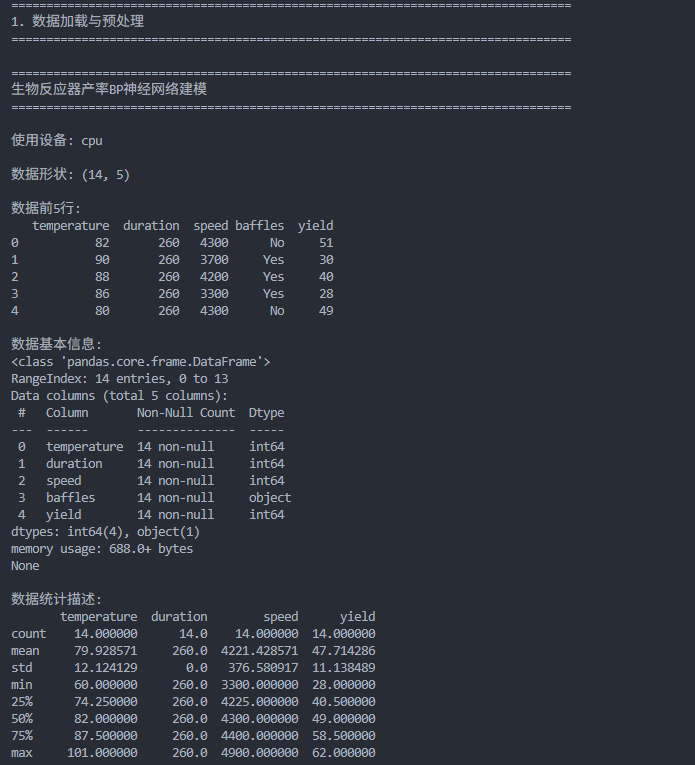 ================================================================================
1. 数据加载与预处理
================================================================================
================================================================================
生物反应器产率BP神经网络建模
================================================================================
使用设备: cpu
数据形状: (14, 5)
数据前5行:
   temperature  duration  speed baffles  yield
0           82       260   4300      No     51
1           90       260   3700     Yes     30
2           88       260   4200     Yes     40
3           86       260   3300     Yes     28
4           80       260   4300      No     49
数据基本信息:
<class 'pandas.core.frame.DataFrame'>
RangeIndex: 14 entries, 0 to 13
Data columns (total 5 columns):
 #   Column       Non-Null Count  Dtype
---  ------       --------------  -----
 0   temperature  14 non-null     int64
 1   duration     14 non-null     int64
 2   speed        14 non-null     int64
 3   baffles      14 non-null     object
 4   yield        14 non-null     int64
dtypes: int64(4), object(1)
memory usage: 688.0+ bytes
None
数据统计描述:
       temperature  duration        speed      yield
count    14.000000      14.0    14.000000  14.000000
mean     79.928571     260.0  4221.428571  47.714286
std      12.124129       0.0   376.580917  11.138489
min      60.000000     260.0  3300.000000  28.000000
25%      74.250000     260.0  4225.000000  40.500000
50%      82.000000     260.0  4300.000000  49.000000
75%      87.500000     260.0  4400.000000  58.500000
max     101.000000     260.0  4900.000000  62.000000